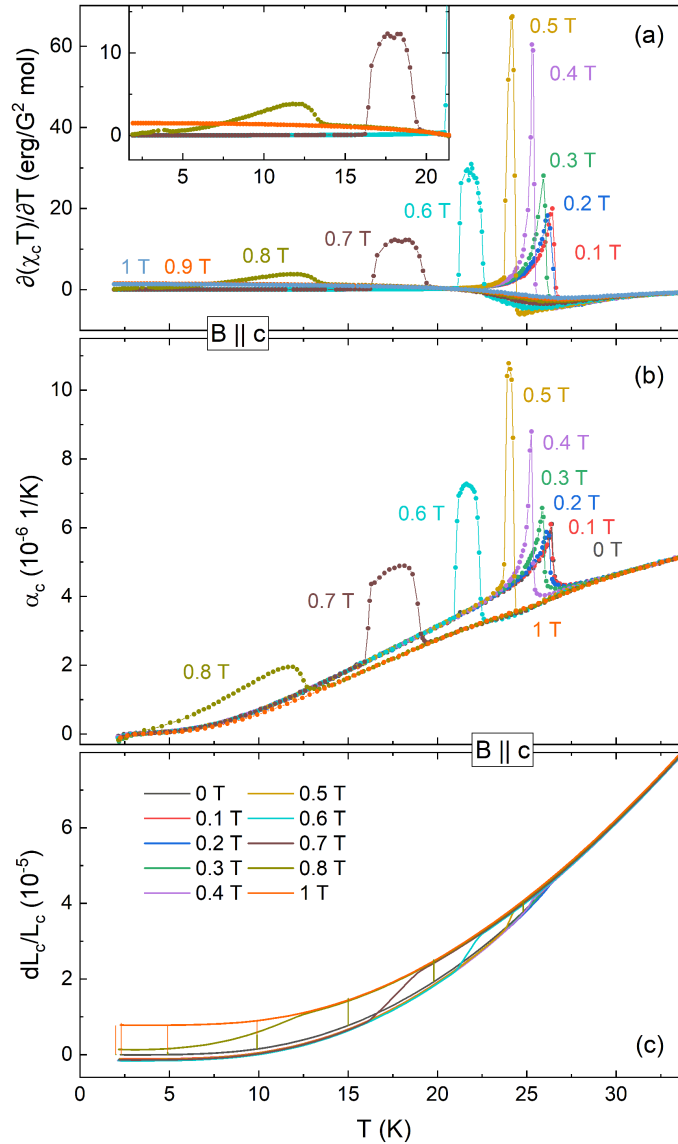 15
10
5
0
5
10
15
20
60
40
30
20
10
0
∂(χcT)/∂T (erg/G² mol)
(a)
0.5 T
0.4 T
0.3 T
0.2 T
0.1 T
0.6 T
0.7 T
0.8 T
0.9 T
1 T
B || c
10
8
6
4
2
0
αc (10⁻⁶ 1/K)
(b)
0.5 T
0.4 T
0.3 T
0.2 T
0.1 T
0 T
0.6 T
0.7 T
1 T
0.8 T
B || c
6
4
2
0
dLc/Lc (10⁻⁵)
0 T 0.5 T
0.1 T 0.6 T
0.2 T 0.7 T
0.3 T 0.8 T
0.4 T 1 T
(c)
0 5 10 15 20 25 30
T (K)